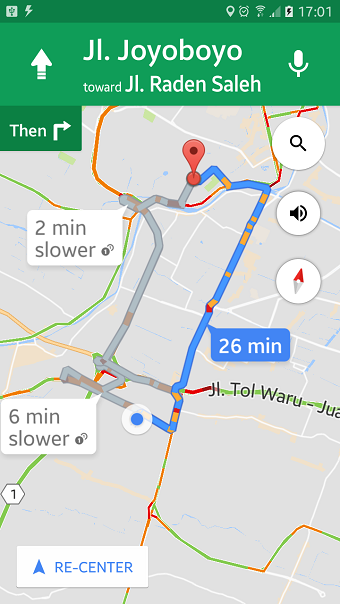 17:01
Jl. Joyoboyo
toward Jl. Raden Saleh
Then
2 min
slower
26 min
Jl. Tol Waru - Jua
6 min
slower
1
RE-CENTER